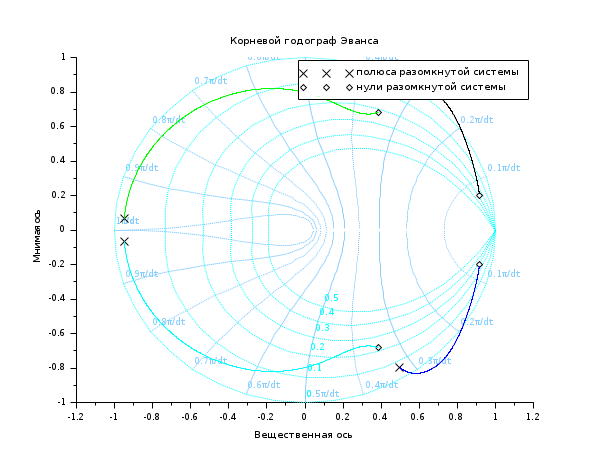 Корневой годограф Эванса
полюса разомкнутой системы
нули разомкнутой системы
Мнимая ось
1
0.8
0.6
0.4
0.2
0
-0.2
-0.4
-0.6
-0.8
-1
0.7π/dt
0.8π/dt
0.9π/dt
0.9π/dt
0.8π/dt
0.7π/dt
0.6π/dt
0.5π/dt
0.4π/dt
0.3π/dt
0.2π/dt
0.1π/dt
0.1π/dt
0.2π/dt
0.5
0.4
0.3
0.2
0.1
-1.2 -1 -0.8 -0.6 -0.4 -0.2 0 0.2 0.4 0.6 0.8 1 1.2
Вещественная ось